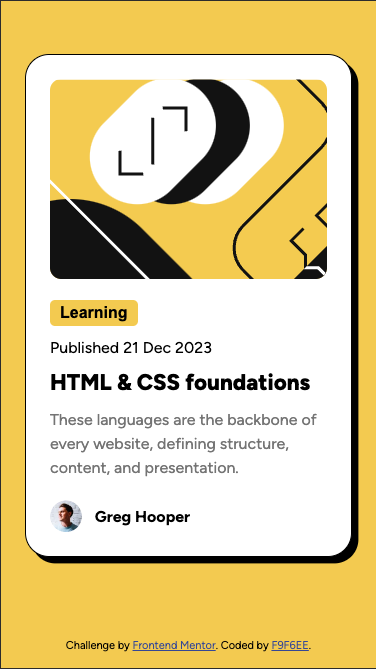 Learning
Published 21 Dec 2023
HTML & CSS foundations
These languages are the backbone of
every website, defining structure,
content, and presentation.
Greg Hooper
Challenge by Frontend Mentor. Coded by F9F6EE.